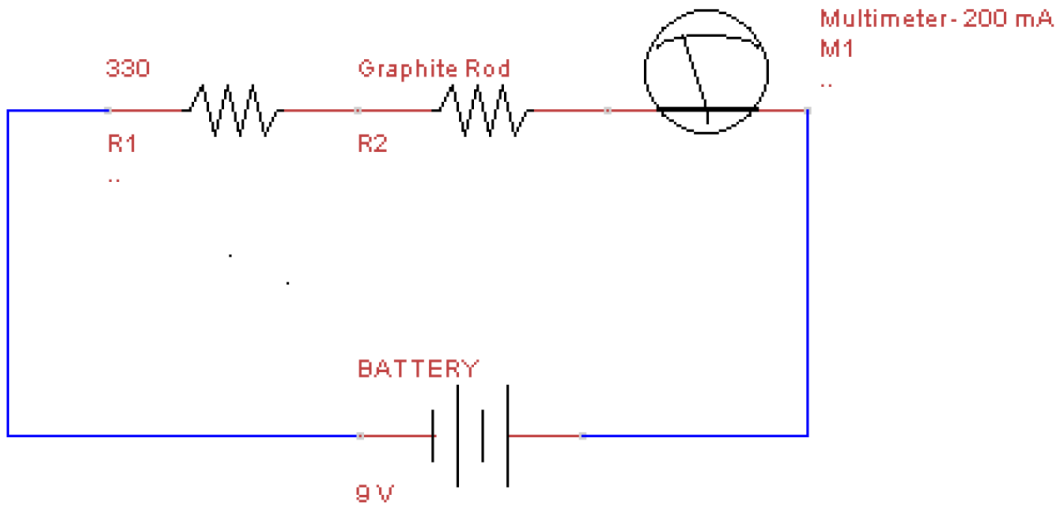 Multimeter- 200 mA
M1
..
330
Graphite Rod
R1
R2
..
BATTERY
9 V